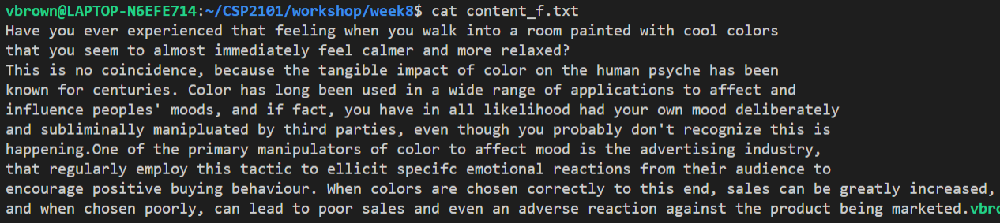 vbrown@LAPTOP-N6EFE714:~/CSP2101/workshop/week8$ cat content_f.txt
Have you ever experienced that feeling when you walk into a room painted with cool colors
that you seem to almost immediately feel calmer and more relaxed?
This is no coincidence, because the tangible impact of color on the human psyche has been
known for centuries. Color has long been used in a wide range of applications to affect and
influence peoples' moods, and if fact, you have in all likelihood had your own mood deliberately
and subliminally manipluated by third parties, even though you probably don't recognize this is
happening.One of the primary manipulators of color to affect mood is the advertising industry,
that regularly employ this tactic to ellicit specifc emotional reactions from their audience to
encourage positive buying behaviour. When colors are chosen correctly to this end, sales can be greatly increased,
and when chosen poorly, can lead to poor sales and even an adverse reaction against the product being marketed.